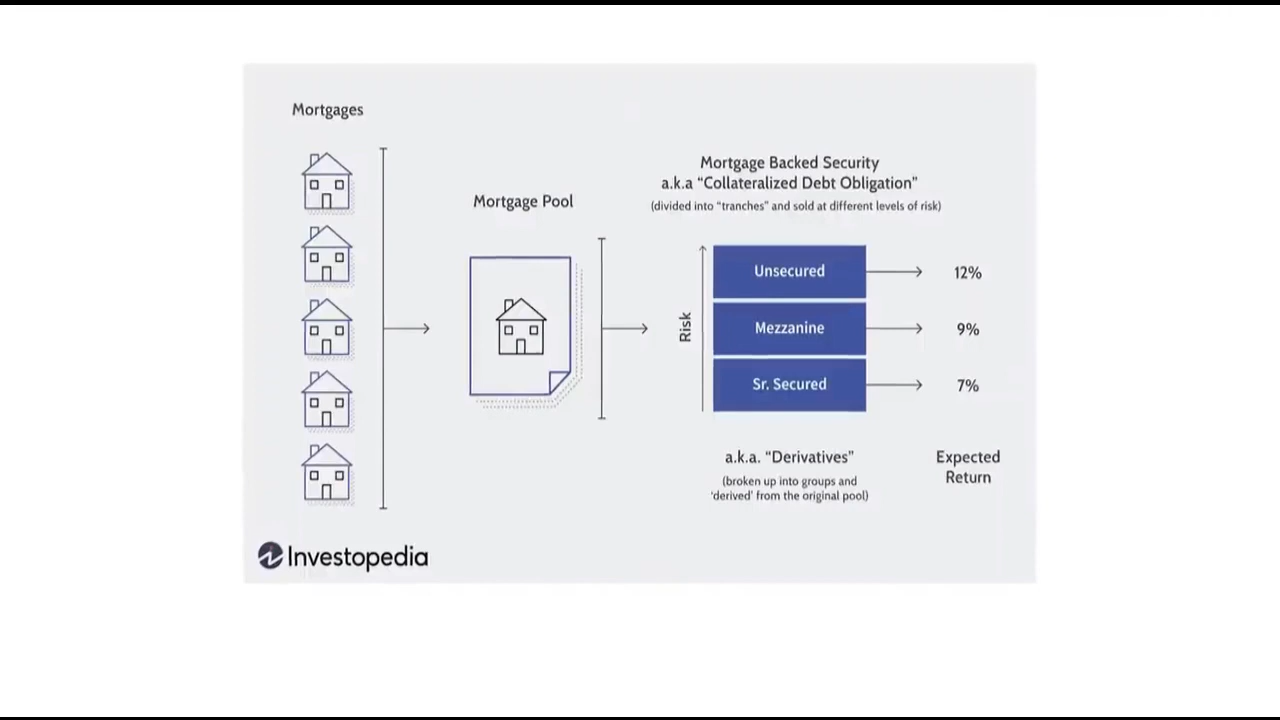 Mortgages
Mortgage Pool
Mortgage Backed Security
a.k.a “Collateralized Debt Obligation”
(divided into “tranches” and sold at different levels of risk)
Risk
Unsecured
12%
Mezzanine
9%
Sr. Secured
7%
a.k.a. “Derivatives”
(broken up into groups and
‘derived’ from the original pool)
Expected
Return
Investopedia